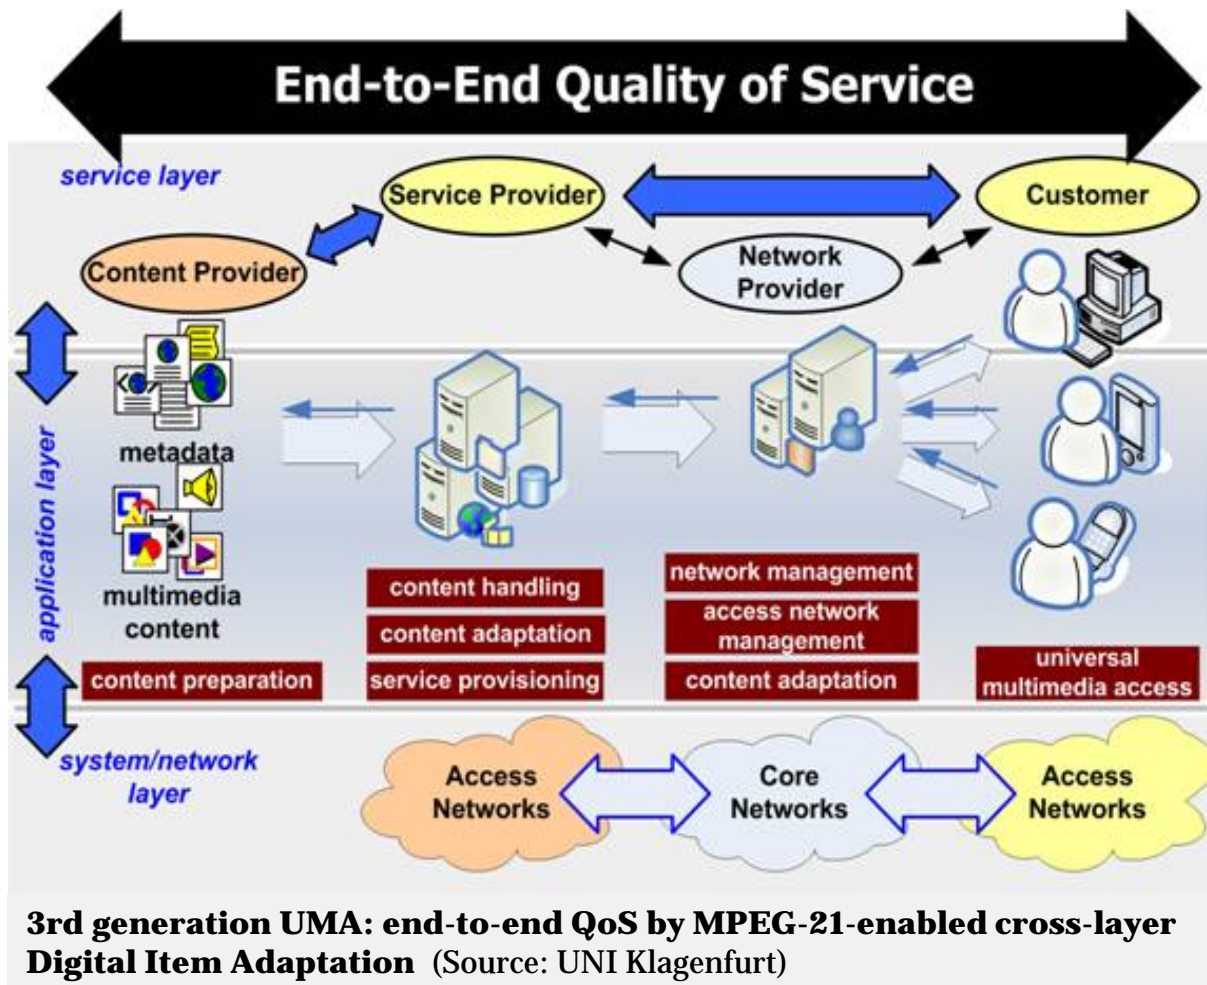 End-to-End Quality of Service
service layer
Service Provider
Customer
Content Provider
Network
Provider
application layer
metadata
multimedia
content
content preparation
content handling
content adaptation
service provisioning
network management
access network
management
content adaptation
universal
multimedia access
system/network
layer
Access
Networks
Core
Networks
Access
Networks
3rd generation UMA: end-to-end QoS by MPEG-21-enabled cross-layer
Digital Item Adaptation (Source: UNI Klagenfurt)